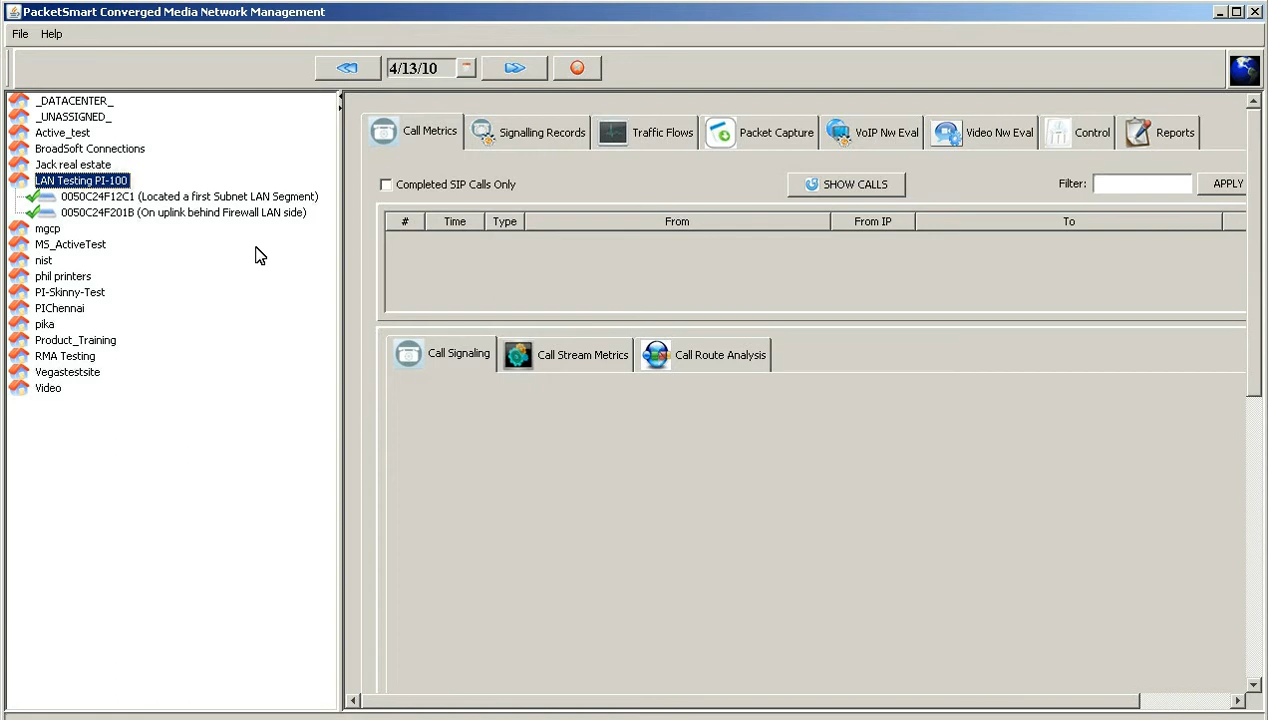 PacketSmart Converged Media Network Management
File Help
4/13/10
_DATACENTER_
_UNASSIGNED_
Active_test
BroadSoft Connections
Jack real estate
LAN Testing PI-100
0050C24F12C1 (Located a first Subnet LAN Segment)
0050C24F201B (On uplink behind Firewall LAN side)
mgcp
MS_ActiveTest
nist
phil printers
PI-Skinny-Test
PIChennai
pika
Product_Training
RMA Testing
Vegastestsite
Video
Call Metrics Signalling Records Traffic Flows Packet Capture VoIP Nw Eval Video Nw Eval Control Reports
Completed SIP Calls Only SHOW CALLS Filter: APPLY
# Time Type From From IP To
Call Signaling Call Stream Metrics Call Route Analysis